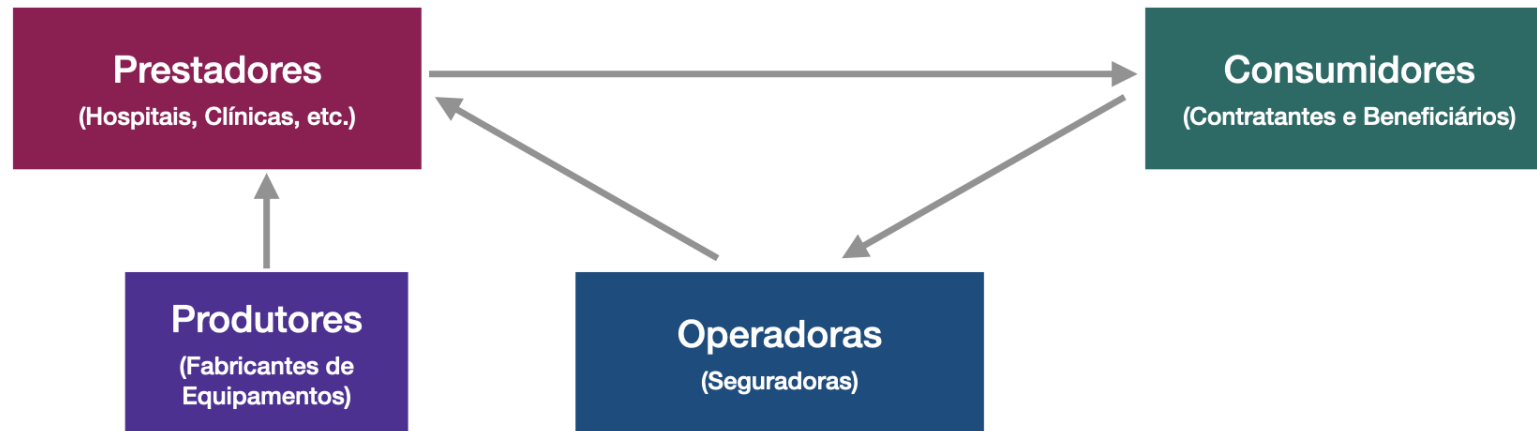 Prestadores
(Hospitais, Clínicas, etc.)
Consumidores
(Contratantes e Beneficiários)
Produtores
(Fabricantes de
Equipamentos)
Operadoras
(Seguradoras)